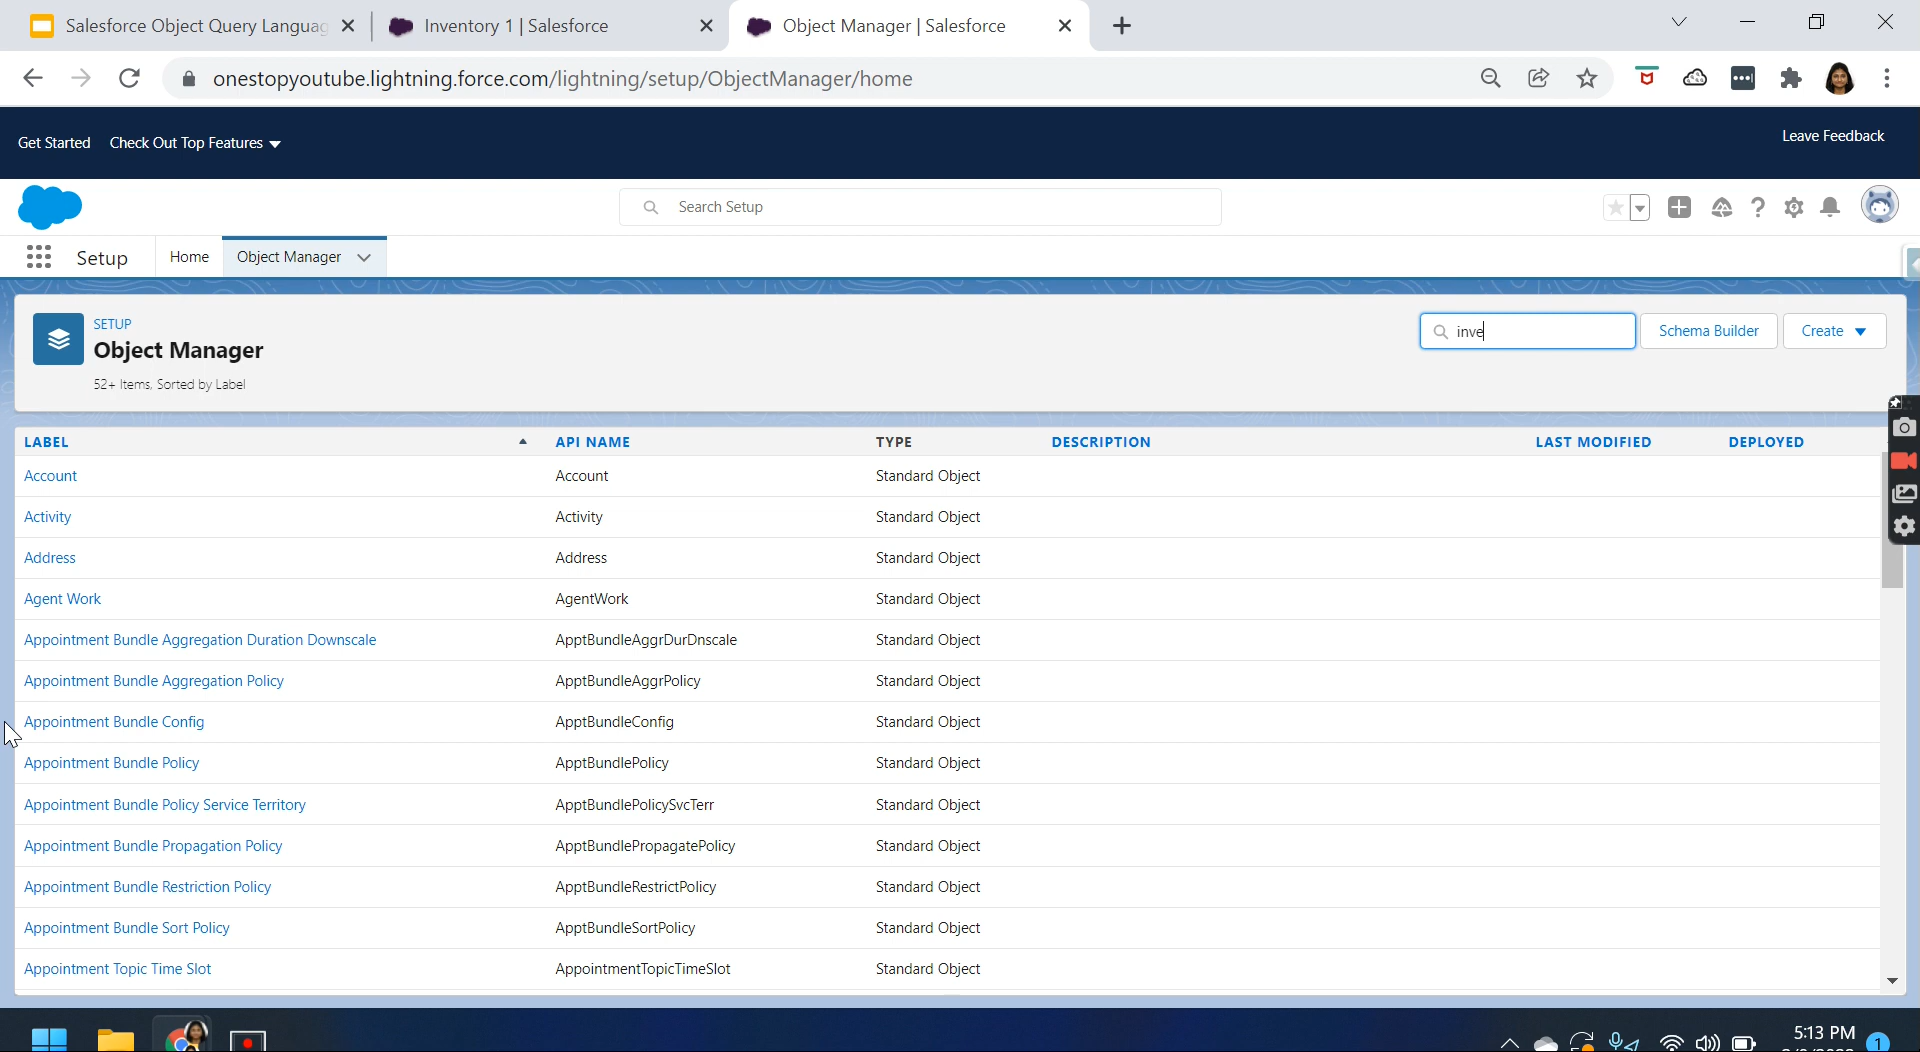 Salesforce Object Query Languag
Inventory 1 | Salesforce
Object Manager | Salesforce
onestopyoutube.lightning.force.com/lightning/setup/ObjectManager/home
Get Started
Check Out Top Features
Leave Feedback
Search Setup
Setup
Home
Object Manager
SETUP
Object Manager
52+ Items, Sorted by Label
inve
Schema Builder
Create
LABEL API NAME TYPE DESCRIPTION LAST MODIFIED DEPLOYED
Account Account Standard Object
Activity Activity Standard Object
Address Address Standard Object
Agent Work AgentWork Standard Object
Appointment Bundle Aggregation Duration Downscale ApptBundleAggrDurDnscale Standard Object
Appointment Bundle Aggregation Policy ApptBundleAggrPolicy Standard Object
Appointment Bundle Config ApptBundleConfig Standard Object
Appointment Bundle Policy ApptBundlePolicy Standard Object
Appointment Bundle Policy Service Territory ApptBundlePolicySvcTerr Standard Object
Appointment Bundle Propagation Policy ApptBundlePropagatePolicy Standard Object
Appointment Bundle Restriction Policy ApptBundleRestrictPolicy Standard Object
Appointment Bundle Sort Policy ApptBundleSortPolicy Standard Object
Appointment Topic Time Slot AppointmentTopicTimeSlot Standard Object
5:13 PM
1